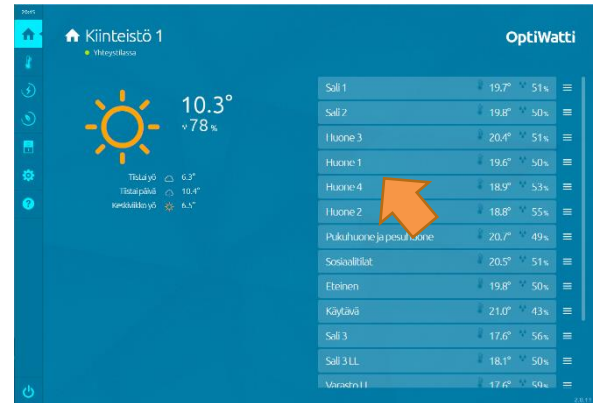 20:45
Kiinteistö 1
Yhteystilassa
OptiWatti
10.3°
78 %
Tiistai yö 6.3°
Tiistai päivä 10.4°
Keskiviikko yö 6.5°
Sali 1 19.7° 51%
Sali 2 19.8° 50%
Huone 3 20.4° 51%
Huone 1 19.6° 50%
Huone 4 18.9° 53%
Huone 2 18.8° 55%
Pukuhuone ja pesuhuone 20.7° 49%
Sosiaalitilat 20.5° 51%
Eteinen 19.8° 50%
Käytävä 21.0° 43%
Sali 3 17.6° 56%
Sali 3 LL 18.1° 50%
Varasto LL 17.6° 59%